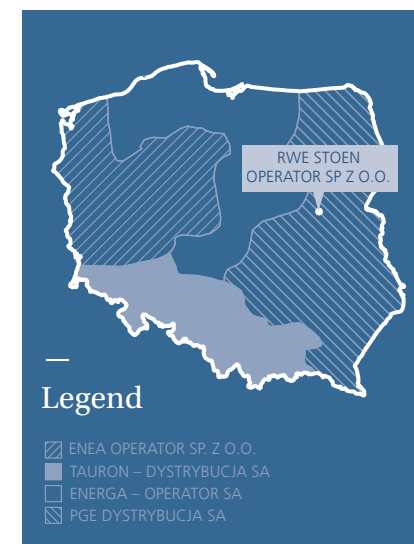 RWE STOEN
OPERATOR SP Z O.O.
Legend
ENEA OPERATOR SP. Z O.O.
TAURON – DYSTRYBUCJA SA
ENERGA – OPERATOR SA
PGE DYSTRYBUCJA SA